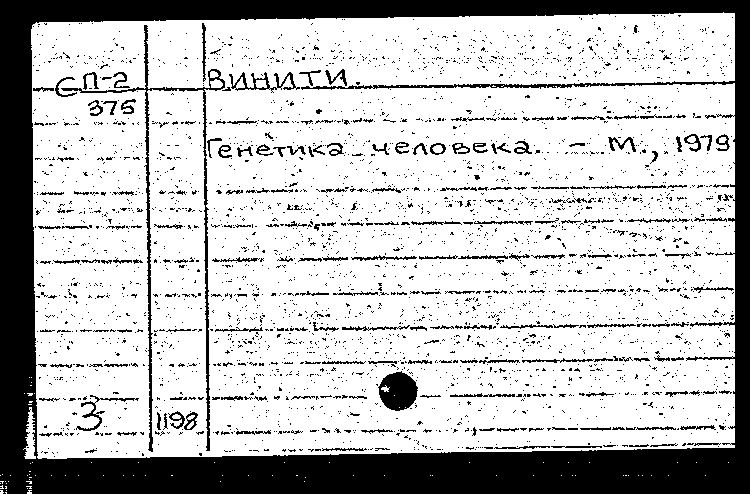 СП-2 ВИНИТИ.
375
Генетика человека. - М., 1979
3 1198